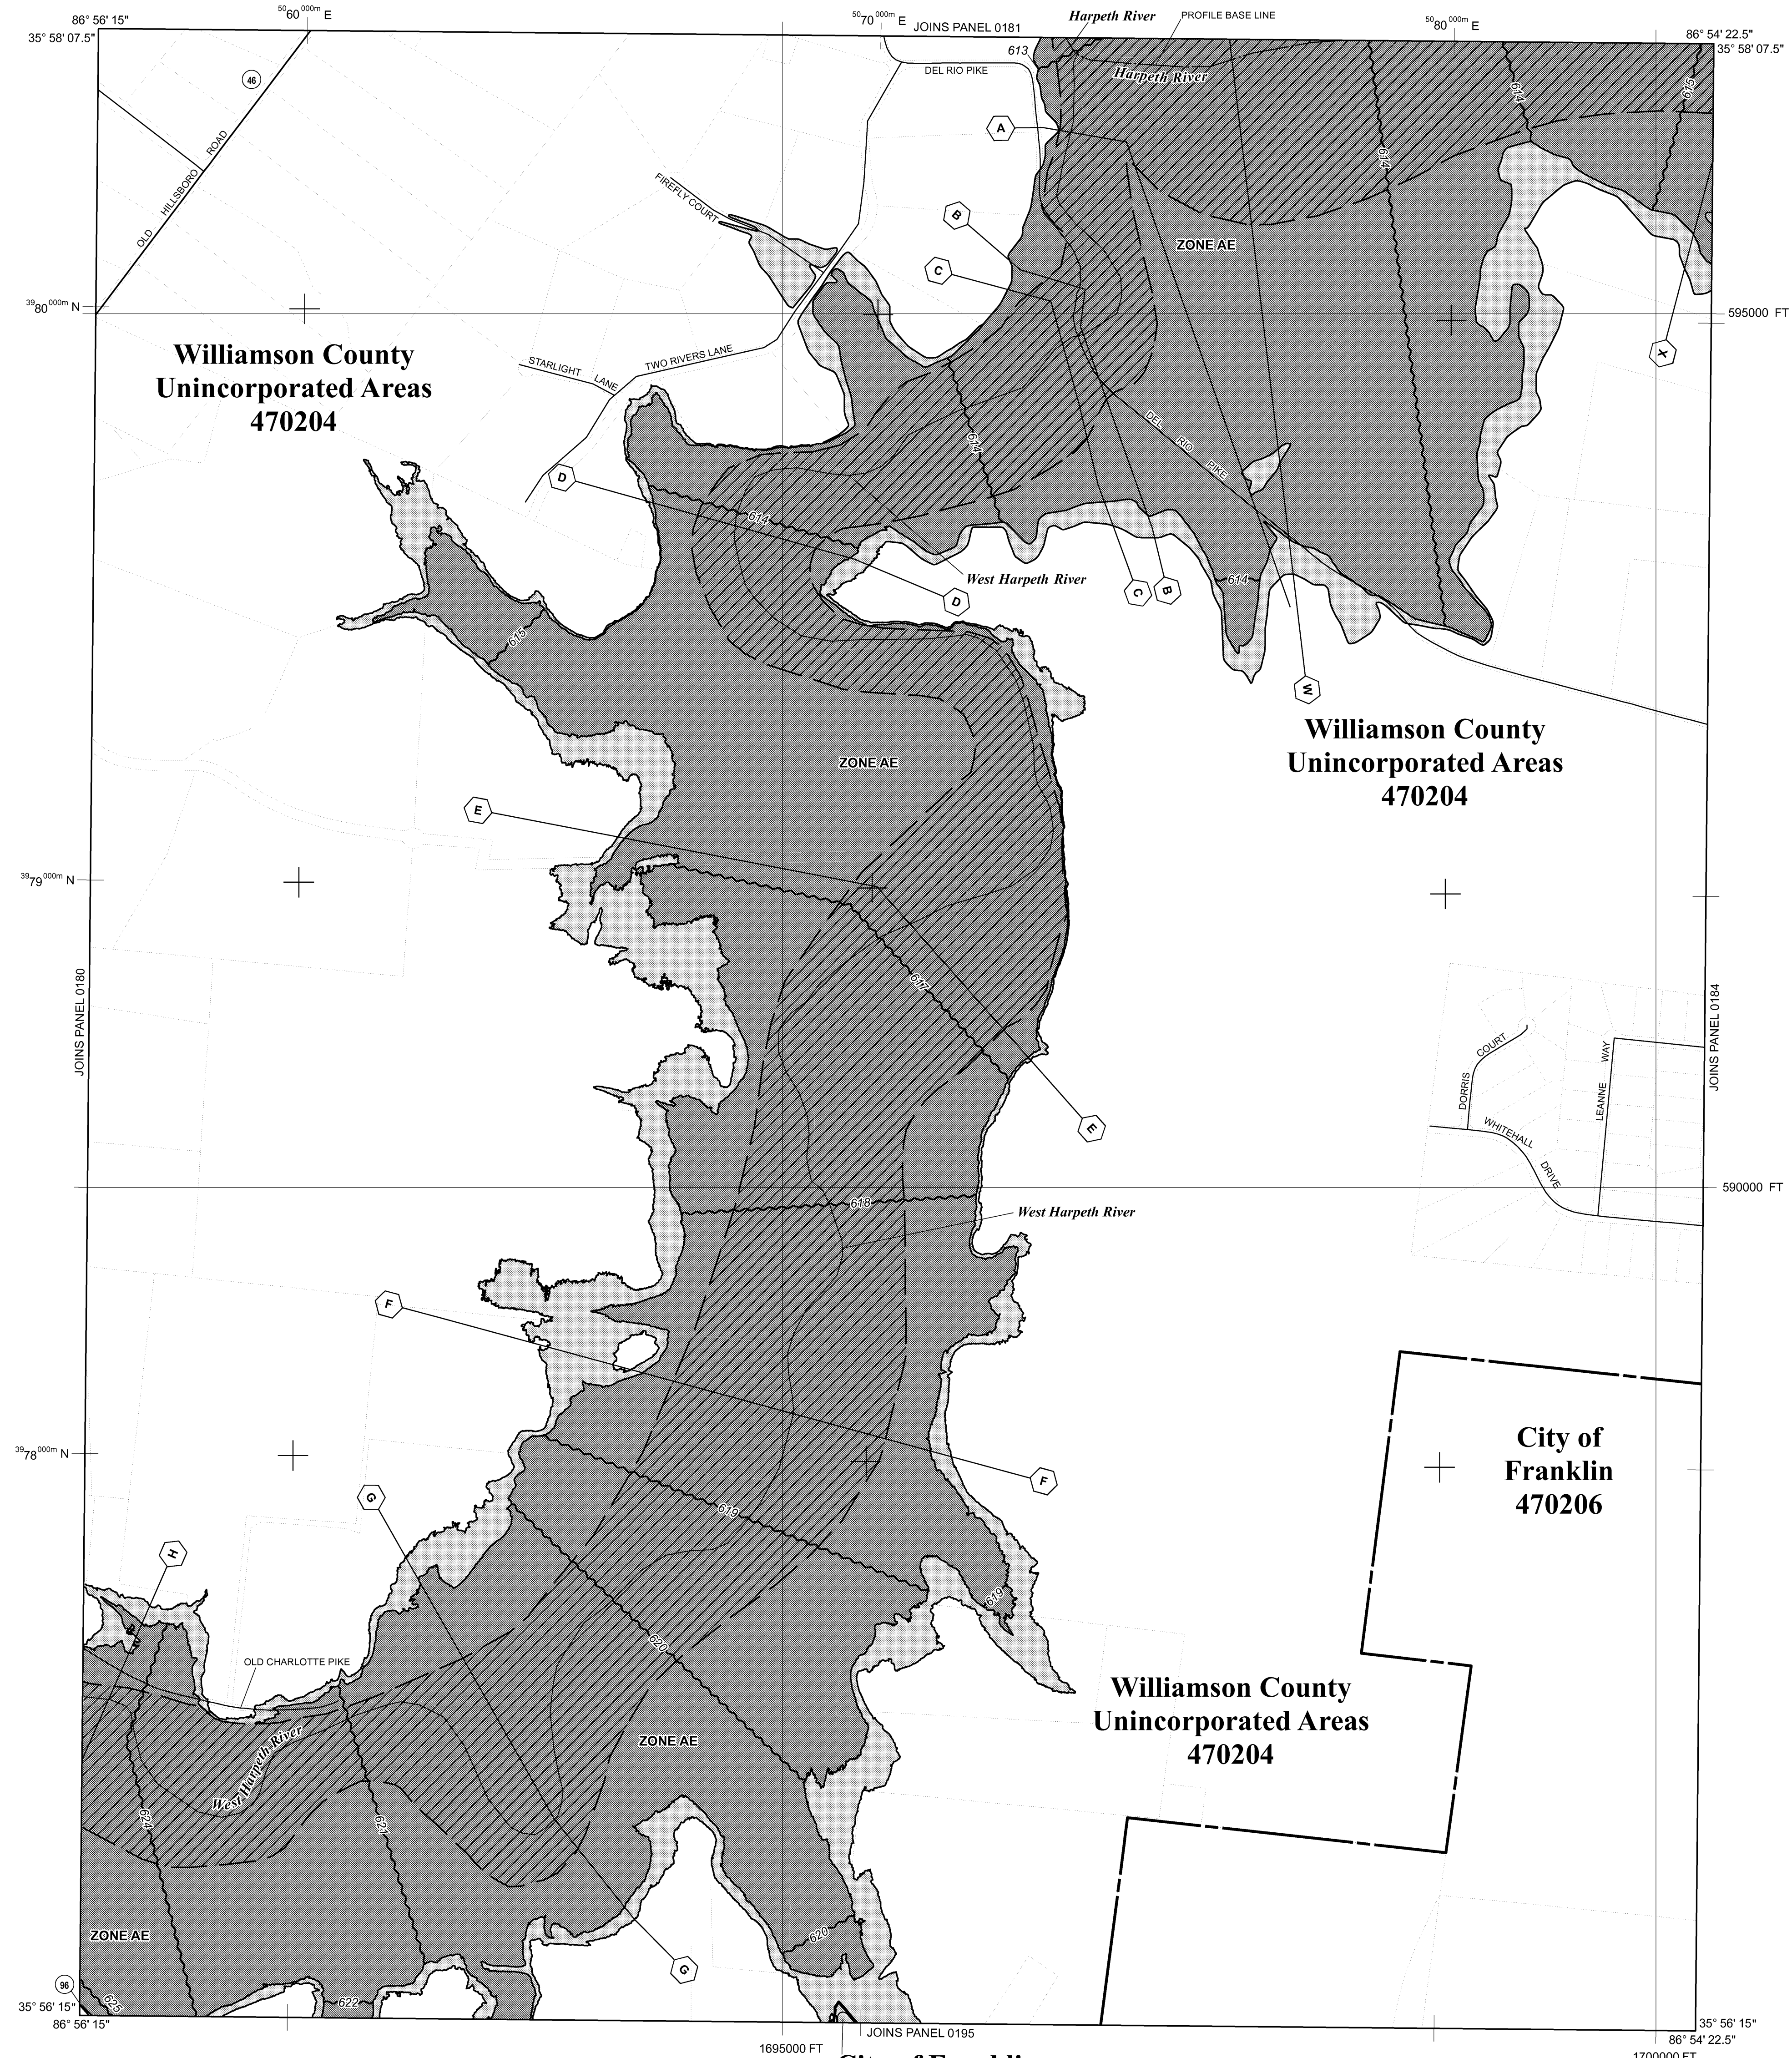 86° 56' 15"
5060000m E
5070000m E
JOINS PANEL 0181
Harpeth River
PROFILE BASE LINE
5080000m E
86° 54' 22.5"
35° 58' 07.5"
35° 58' 07.5"
613
DEL RIO PIKE
Harpeth River
46
614
615
A
OLD HILLSBORO ROAD
614
FIREFLY COURT
B
ZONE AE
C
3980000m N
595000 FT
Williamson County
Unincorporated Areas
470204
STARLIGHT LANE
TWO RIVERS LANE
X
DEL RIO PIKE
614
D
614
West Harpeth River
614
D
C
B
615
W
Williamson County
Unincorporated Areas
470204
ZONE AE
E
3979000m N
617
JOINS PANEL 0180
JOINS PANEL 0184
DORRIS COURT
LEANNE WAY
WHITEHALL DRIVE
E
618
590000 FT
West Harpeth River
F
City of
Franklin
470206
3978000m N
F
G
619
H
619
620
OLD CHARLOTTE PIKE
Williamson County
Unincorporated Areas
470204
West Harpeth River
ZONE AE
624
621
ZONE AE
620
G
96
625
622
35° 56' 15"
86° 56' 15"
35° 56' 15"
86° 54' 22.5"
JOINS PANEL 0195
1695000 FT
1700000 FT